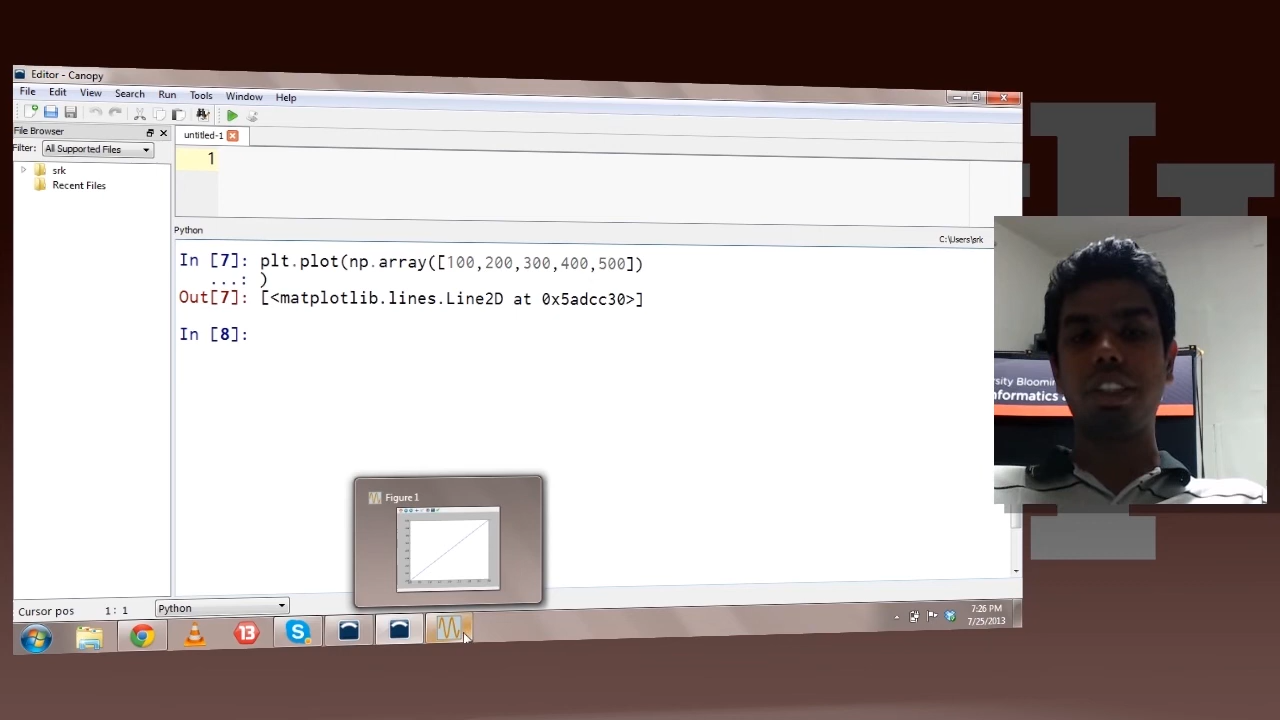 Editor - Canopy
File Edit View Search Run Tools Window Help
File Browser
Filter: All Supported Files
srk
Recent Files
untitled-1
1
Python
C:\Users\srk
In [7]: plt.plot(np.array([100,200,300,400,500])
...: )
Out[7]: [<matplotlib.lines.Line2D at 0x5adcc30>]
In [8]:
rsity Bloomi
nformatics
Figure 1
Cursor pos 1: 1 Python
13
7:26 PM
7/25/2013